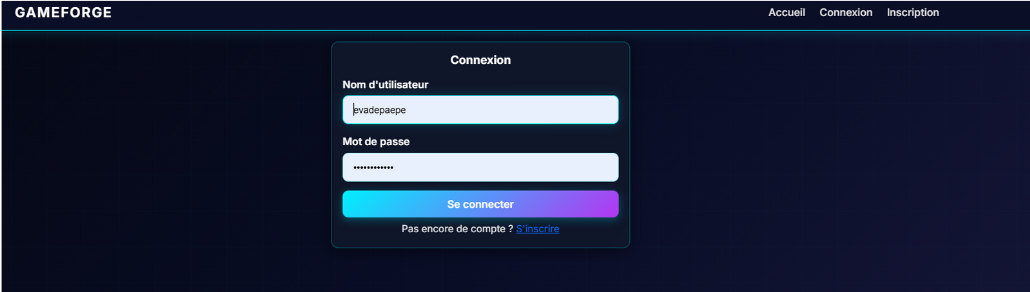 GAMEFORGE
Accueil Connexion Inscription
Connexion
Nom d'utilisateur
evadepaepe
Mot de passe
••••••••••••
Se connecter
Pas encore de compte ? S'inscrire